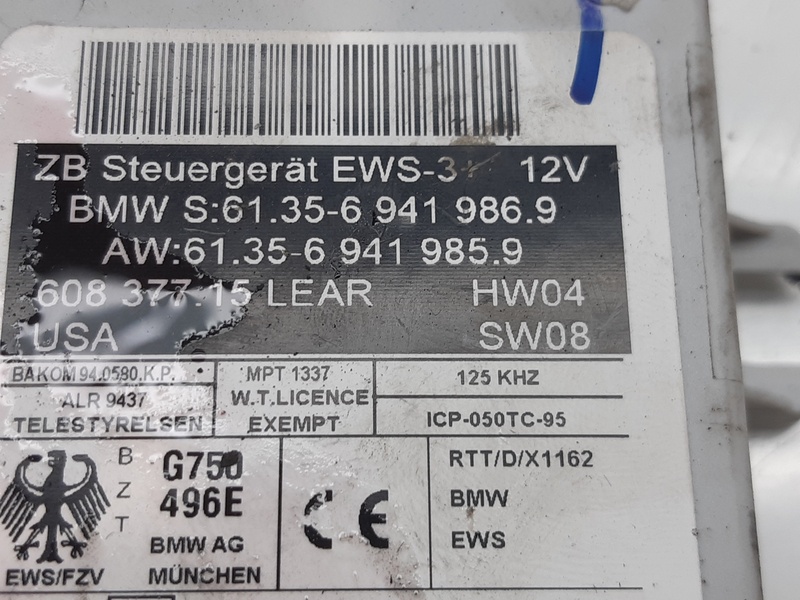 ZB Steuergerät EWS-3+ 12V
BMW S:61.35-6 941 986.9
AW:61.35-6 941 985.9
608 377.15 LEAR HW04
USA SW08
BAKOM 94.0580.K.P. MPT 1337 125 KHZ
ALR 9437 W.T.LICENCE
TELESTYRELSEN EXEMPT ICP-050TC-95
BZT G750 RTT/D/X1162
496E CE BMW
BMW AG EWS
EWS/FZV MÜNCHEN